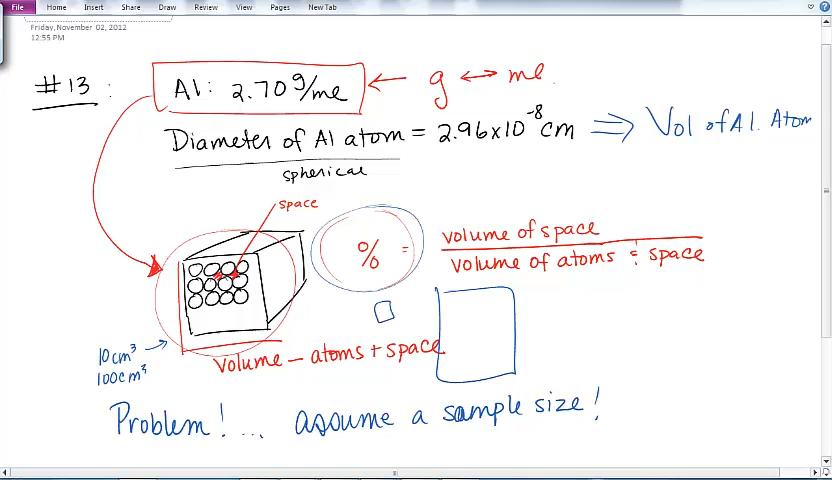 File Home Insert Share Draw Review View Pages New Tab
Friday, November 02, 2012
12:55 PM
#13 :
Al: 2.70 g/mL
g ↔ mL
Diameter of Al atom = 2.96x10⁻⁸ cm ⇒ Vol of Al. Atom
spherical
space
% =
volume of space
volume of atoms + space
10cm³
100cm³
Volume - atoms + space
Problem! ... assume a sample size!